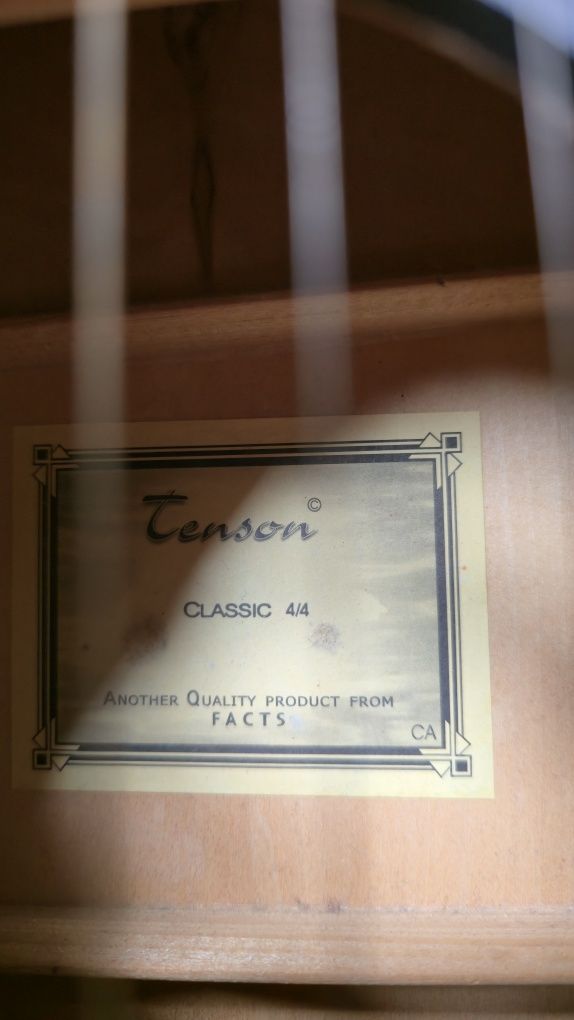 Tenson©
CLASSIC 4/4
ANOTHER QUALITY PRODUCT FROM
FACTS
CA